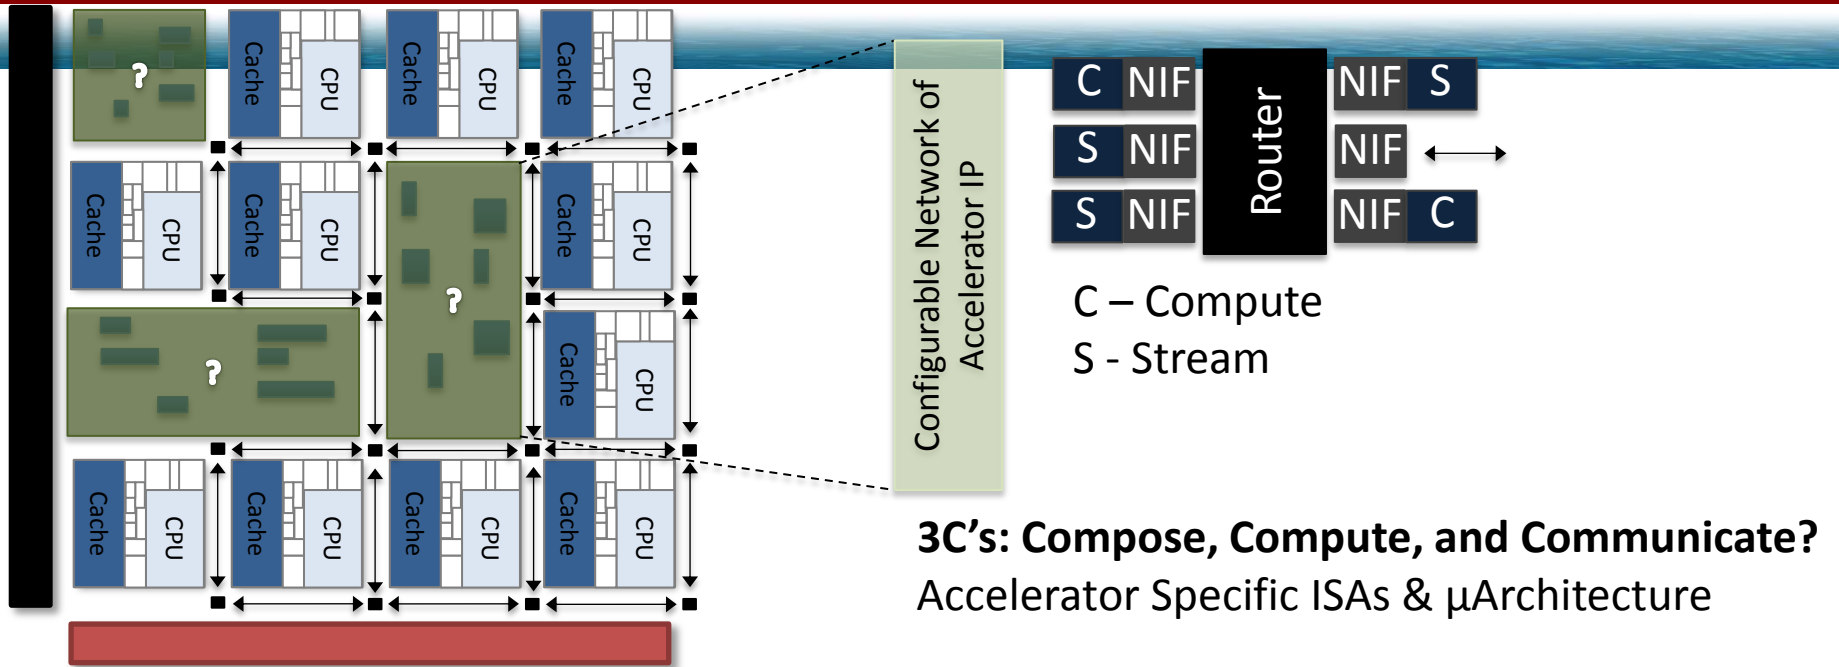 ?
Cache
CPU
Cache
CPU
Cache
CPU
Cache
CPU
Cache
CPU
?
Cache
CPU
?
Cache
CPU
Cache
CPU
Cache
CPU
Cache
CPU
Cache
CPU
Cache
CPU
Configurable Network of
Accelerator IP
C NIF
S NIF
S NIF
Router
NIF S
NIF
NIF C
C – Compute
S - Stream
3C's: Compose, Compute, and Communicate?
Accelerator Specific ISAs & µArchitecture